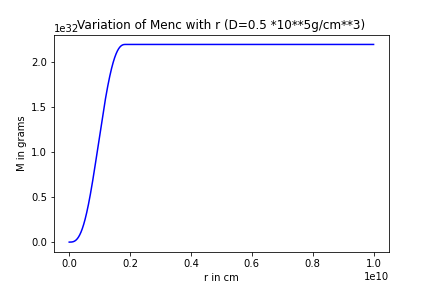 1e32
Variation of Menc with r (D=0.5 *10**5g/cm**3)
2.0
1.5
1.0
0.5
0.0
M in grams
0.0 0.2 0.4 0.6 0.8 1.0
r in cm
1e10